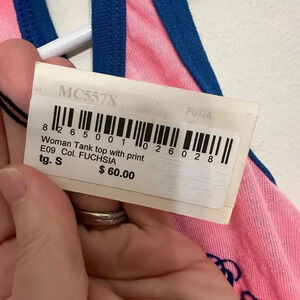 MC557X
FUXIA
8 265001 026028
Woman Tank top with print
E09 Col. FUCHSIA
tg. S
$ 60.00